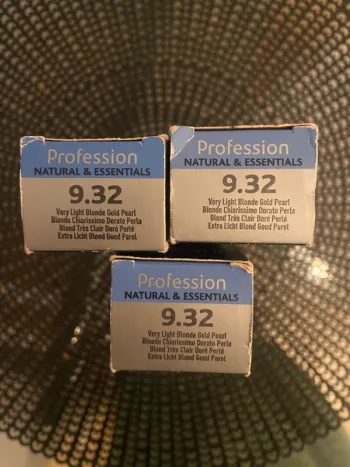 Profession
NATURAL & ESSENTIALS
9.32
Very Light Blonde Gold Pearl
Biondo Chiarissimo Dorato Perla
Blond Très Clair Doré Perlé
Extra Licht Blond Goud Parel
Profession
NATURAL & ESSENTIALS
9.32
Very Light Blonde Gold Pearl
Biondo Chiarissimo Dorato Perla
Blond Très Clair Doré Perlé
Extra Licht Blond Goud Parel
Profession
NATURAL & ESSENTIALS
9.32
Very Light Blonde Gold Pearl
Biondo Chiarissimo Dorato Perla
Blond Très Clair Doré Perlé
Extra Licht Blond Goud Parel